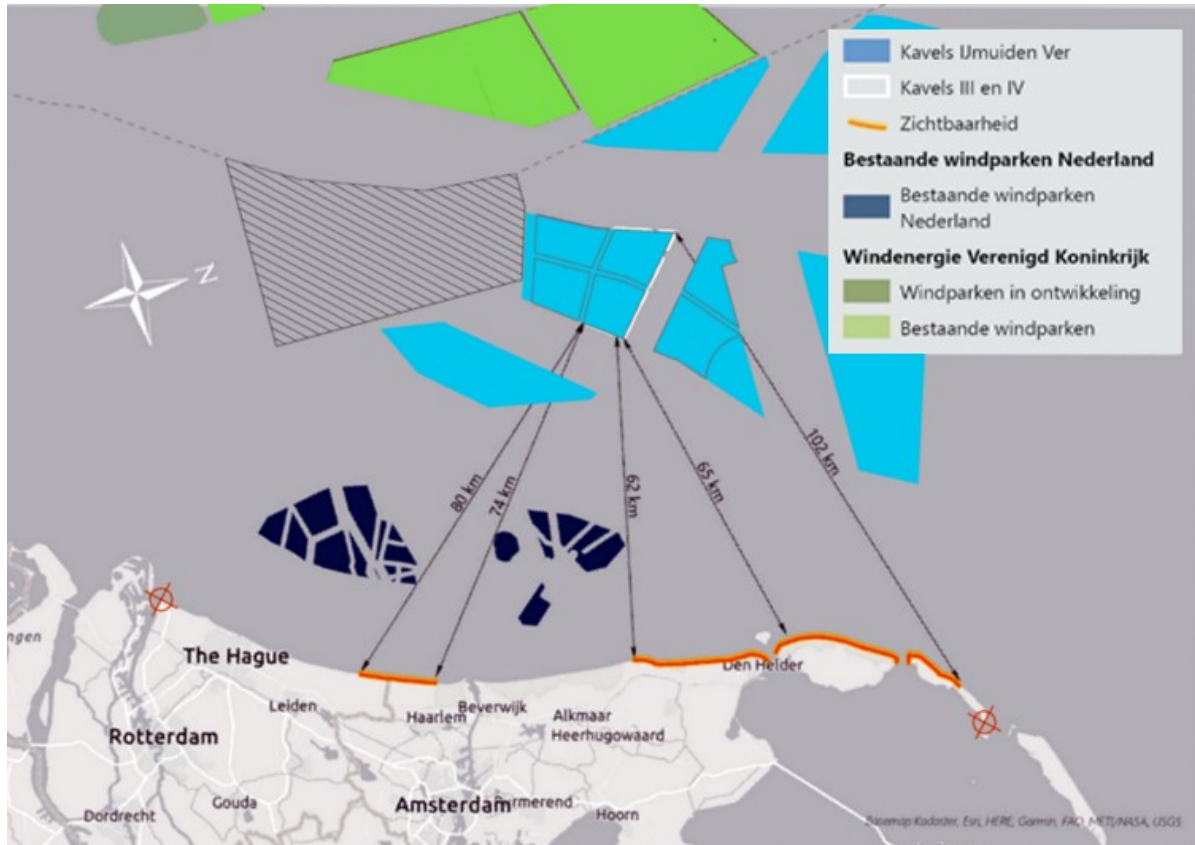 Kavels IJmuiden Ver
Kavels III en IV
Zichtbaarheid
Bestaande windparken Nederland
Bestaande windparken
Nederland
Windenergie Verenigd Koninkrijk
Windparken in ontwikkeling
Bestaande windparken
N
80 km
74 km
62 km
65 km
102 km
ngen
The Hague
Den Helder
Leiden
Haarlem
Beverwijk
Alkmaar
Heerhugowaard
Rotterdam
Gouda
Amsterdam
rmerend
Hoorn
Dordrecht
Basemap Kadaster, Esri, HERE, Garmin, FAO, METI/NASA, USGS